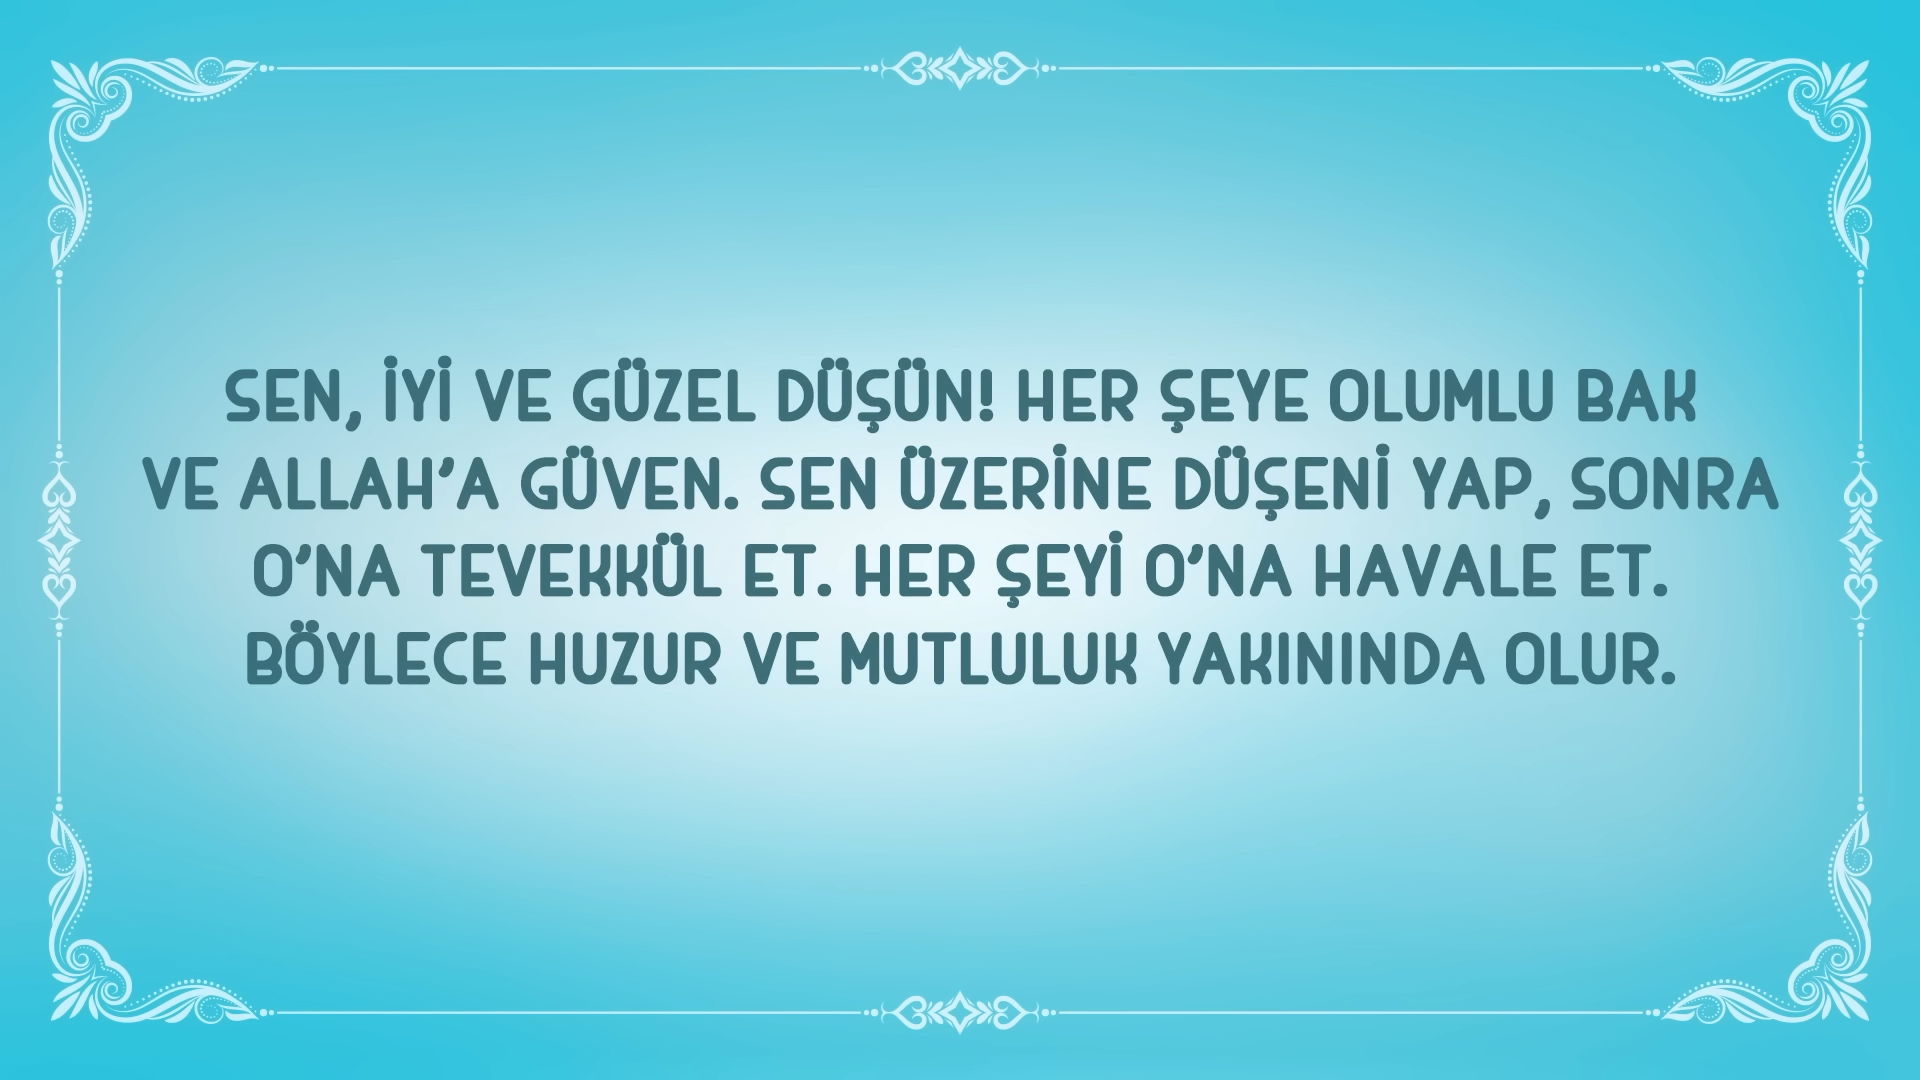 SEN, İYİ VE GÜZEL DÜŞÜN! HER ŞEYE OLUMLU BAK
VE ALLAH'A GÜVEN. SEN ÜZERİNE DÜŞENİ YAP, SONRA
O'NA TEVEKKÜL ET. HER ŞEYİ O'NA HAVALE ET.
BÖYLECE HUZUR VE MUTLULUK YAKININDA OLUR.